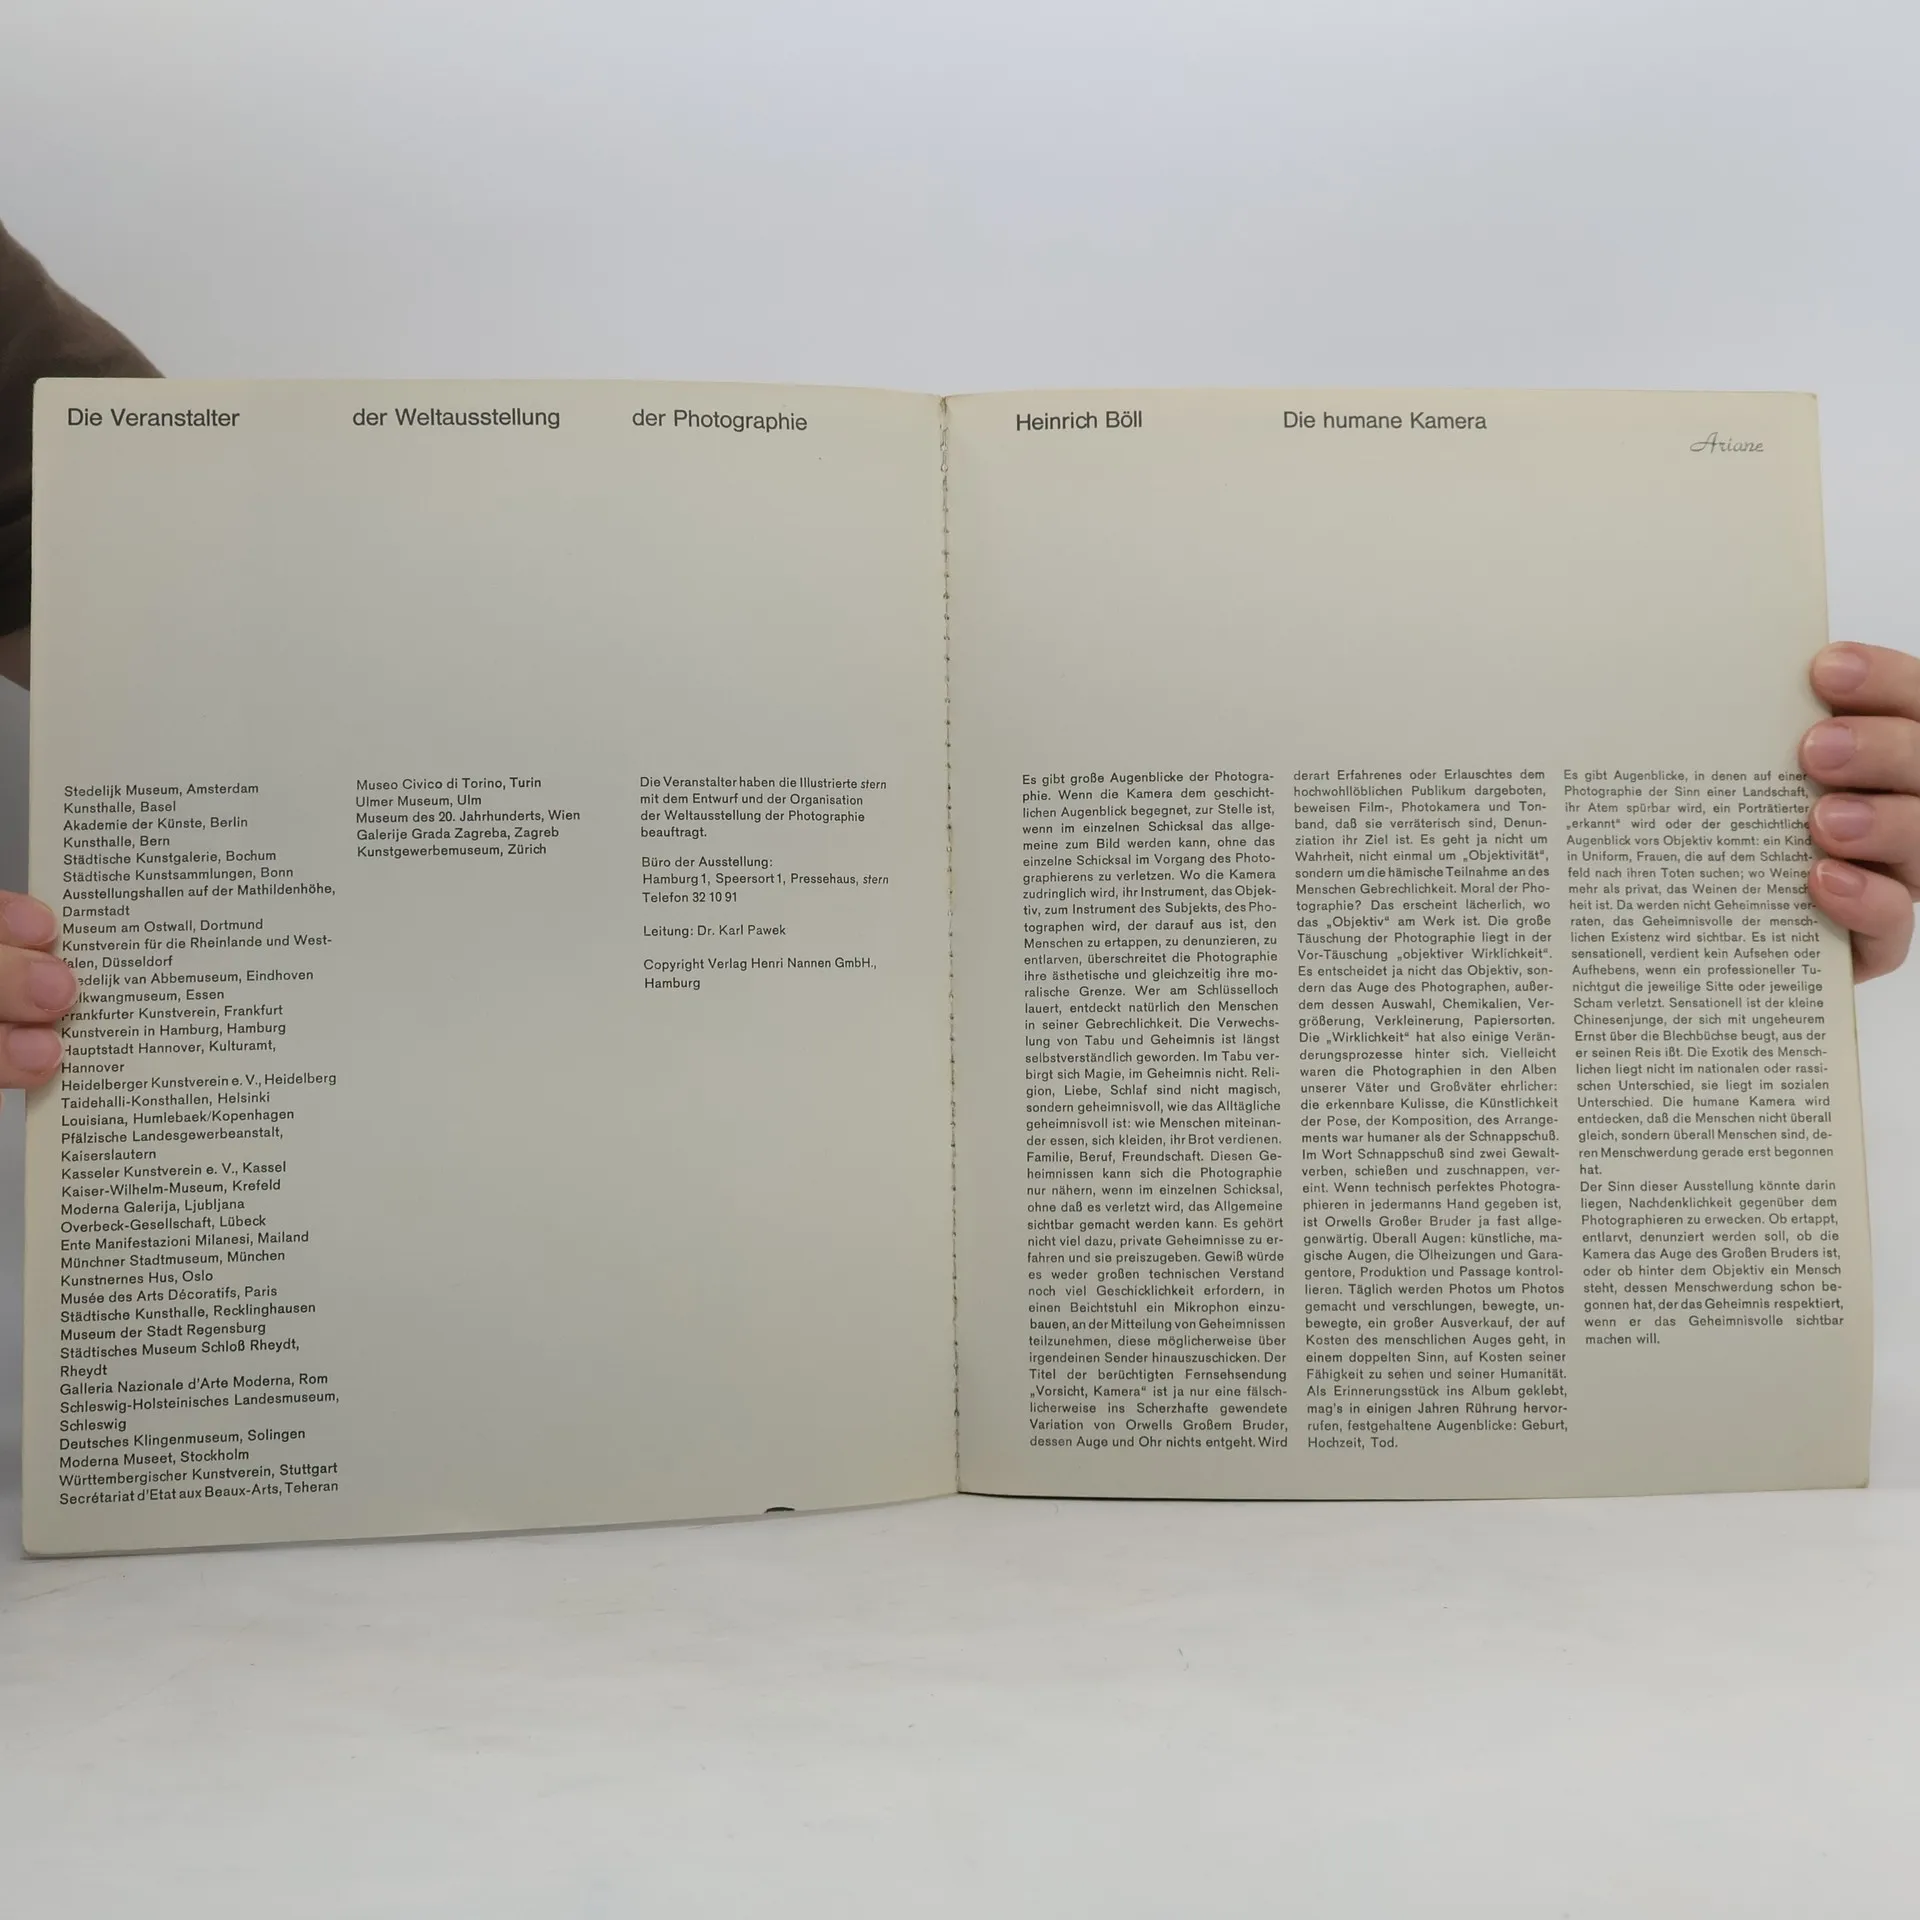 Die Veranstalter
der Weltausstellung
der Photographie
Stedelijk Museum, Amsterdam
Kunsthalle, Basel
Akademie der Künste, Berlin
Kunsthalle, Bern
Städtische Kunstgalerie, Bochum
Städtische Kunstsammlungen, Bonn
Ausstellungshallen auf der Mathildenhöhe,
Darmstadt
Museum am Ostwall, Dortmund
Kunstverein für die Rheinlande und West-
falen, Düsseldorf
edelijk van Abbemuseum, Eindhoven
lkwangmuseum, Essen
Frankfurter Kunstverein, Frankfurt
Kunstverein in Hamburg, Hamburg
Hauptstadt Hannover, Kulturamt,
Hannover
Heidelberger Kunstverein e. V., Heidelberg
Taidehalli-Konsthallen, Helsinki
Louisiana, Humlebaek/Kopenhagen
Pfälzische Landesgewerbeanstalt,
Kaiserslautern
Kasseler Kunstverein e. V., Kassel
Kaiser-Wilhelm-Museum, Krefeld
Moderna Galerija, Ljubljana
Overbeck-Gesellschaft, Lübeck
Ente Manifestazioni Milanesi, Mailand
Münchner Stadtmuseum, München
Kunstnernes Hus, Oslo
Musée des Arts Décoratifs, Paris
Städtische Kunsthalle, Recklinghausen
Museum der Stadt Regensburg
Städtisches Museum Schloß Rheydt,
Rheydt
Galleria Nazionale d'Arte Moderna, Rom
Schleswig-Holsteinisches Landesmuseum,
Schleswig
Deutsches Klingenmuseum, Solingen
Moderna Museet, Stockholm
Württembergischer Kunstverein, Stuttgart
Secrétariat d'Etat aux Beaux-Arts, Teheran
Museo Civico di Torino, Turin
Ulmer Museum, Ulm
Museum des 20. Jahrhunderts, Wien
Galerije Grada Zagreba, Zagreb
Kunstgewerbemuseum, Zürich
Die Veranstalter haben die Illustrierte stern
mit dem Entwurf und der Organisation
der Weltausstellung der Photographie
beauftragt.
Büro der Ausstellung:
Hamburg 1, Speersort 1, Pressehaus, stern
Telefon 32 10 91
Leitung: Dr. Karl Pawek
Copyright Verlag Henri Nannen GmbH.,
Hamburg
Heinrich Böll
Die humane Kamera
Ariane
Es gibt große Augenblicke der Photogra-
phie. Wenn die Kamera dem geschicht-
lichen Augenblick begegnet, zur Stelle ist,
wenn im einzelnen Schicksal das allge-
meine zum Bild werden kann, ohne das
einzelne Schicksal im Vorgang des Photo-
graphierens zu verletzen. Wo die Kamera
zudringlich wird, ihr Instrument, das Objek-
tiv, zum Instrument des Subjekts, des Pho-
tographen wird, der darauf aus ist, den
Menschen zu ertappen, zu denunzieren, zu
entlarven, überschreitet die Photographie
ihre ästhetische und gleichzeitig ihre mo-
ralische Grenze. Wer am Schlüsselloch
lauert, entdeckt natürlich den Menschen
in seiner Gebrechlichkeit. Die Verwechs-
lung von Tabu und Geheimnis ist längst
selbstverständlich geworden. Im Tabu ver-
birgt sich Magie, im Geheimnis nicht. Reli-
gion, Liebe, Schlaf sind nicht magisch,
sondern geheimnisvoll, wie das Alltägliche
geheimnisvoll ist: wie Menschen miteinan-
der essen, sich kleiden, ihr Brot verdienen.
Familie, Beruf, Freundschaft. Diesen Ge-
heimnissen kann sich die Photographie
nur nähern, wenn im einzelnen Schicksal,
ohne daß es verletzt wird, das Allgemeine
sichtbar gemacht werden kann. Es gehört
nicht viel dazu, private Geheimnisse zu er-
fahren und sie preiszugeben. Gewiß würde
es weder großen technischen Verstand
noch viel Geschicklichkeit erfordern, in
einen Beichtstuhl ein Mikrophon einzu-
bauen, an der Mitteilung von Geheimnissen
teilzunehmen, diese möglicherweise über
irgendeinen Sender hinauszuschicken. Der
Titel der berüchtigten Fernsehsendung
„Vorsicht, Kamera“ ist ja nur eine fälsch-
licherweise ins Scherzhafte gewendete
Variation von Orwells Großem Bruder,
dessen Auge und Ohr nichts entgeht. Wird
derart Erfahrenes oder Erlauschtes dem
hochwohllöblichen Publikum dargeboten,
beweisen Film-, Photokamera und Ton-
band, daß sie verräterisch sind, Denun-
ziation ihr Ziel ist. Es geht ja nicht um
Wahrheit, nicht einmal um „Objektivität“,
sondern um die hämische Teilnahme an des
Menschen Gebrechlichkeit. Moral der Pho-
tographie? Das erscheint lächerlich, wo
das „Objektiv“ am Werk ist. Die große
Täuschung der Photographie liegt in der
Vor-Täuschung „objektiver Wirklichkeit“.
Es entscheidet ja nicht das Objektiv, son-
dern das Auge des Photographen, außer-
dem dessen Auswahl, Chemikalien, Ver-
größerung, Verkleinerung, Papiersorten.
Die „Wirklichkeit“ hat also einige Verän-
derungsprozesse hinter sich. Vielleicht
waren die Photographien in den Alben
unserer Väter und Großväter ehrlicher:
die erkennbare Kulisse, die Künstlichkeit
der Pose, der Komposition, des Arrange-
ments war humaner als der Schnappschuß.
Im Wort Schnappschuß sind zwei Gewalt-
verben, schießen und zuschnappen, ver-
eint. Wenn technisch perfektes Photogra-
phieren in jedermanns Hand gegeben ist,
ist Orwells Großer Bruder ja fast allge-
genwärtig. Überall Augen: künstliche, ma-
gische Augen, die Ölheizungen und Gara-
gentore, Produktion und Passage kontrol-
lieren. Täglich werden Photos um Photos
gemacht und verschlungen, bewegte, un-
bewegte, ein großer Ausverkauf, der auf
Kosten des menschlichen Auges geht, in
einem doppelten Sinn, auf Kosten seiner
Fähigkeit zu sehen und seiner Humanität.
Als Erinnerungsstück ins Album geklebt,
mag's in einigen Jahren Rührung hervor-
rufen, festgehaltene Augenblicke: Geburt,
Hochzeit, Tod.
Es gibt Augenblicke, in denen auf einer
Photographie der Sinn einer Landschaft,
ihr Atem spürbar wird, ein Porträtierter
„erkannt“ wird oder der geschichtliche
Augenblick vors Objektiv kommt: ein Kind
in Uniform, Frauen, die auf dem Schlacht-
feld nach ihren Toten suchen; wo Weinen
mehr als privat, das Weinen der Mensch
heit ist. Da werden nicht Geheimnisse ver-
raten, das Geheimnisvolle der mensch-
lichen Existenz wird sichtbar. Es ist nicht
sensationell, verdient kein Aufsehen oder
Aufhebens, wenn ein professioneller Tu-
nichtgut die jeweilige Sitte oder jeweilige
Scham verletzt. Sensationell ist der kleine
Chinesenjunge, der sich mit ungeheurem
Ernst über die Blechbüchse beugt, aus der
er seinen Reis ißt. Die Exotik des Mensch-
lichen liegt nicht im nationalen oder rassi-
schen Unterschied, sie liegt im sozialen
Unterschied. Die humane Kamera wird
entdecken, daß die Menschen nicht überall
gleich, sondern überall Menschen sind, de-
ren Menschwerdung gerade erst begonnen
hat.
Der Sinn dieser Ausstellung könnte darin
liegen, Nachdenklichkeit gegenüber dem
Photographieren zu erwecken. Ob ertappt,
entlarvt, denunziert werden soll, ob die
Kamera das Auge des Großen Bruders ist,
oder ob hinter dem Objektiv ein Mensch
steht, dessen Menschwerdung schon be-
gonnen hat, der das Geheimnis respektiert,
wenn er das Geheimnisvolle sichtbar
machen will.